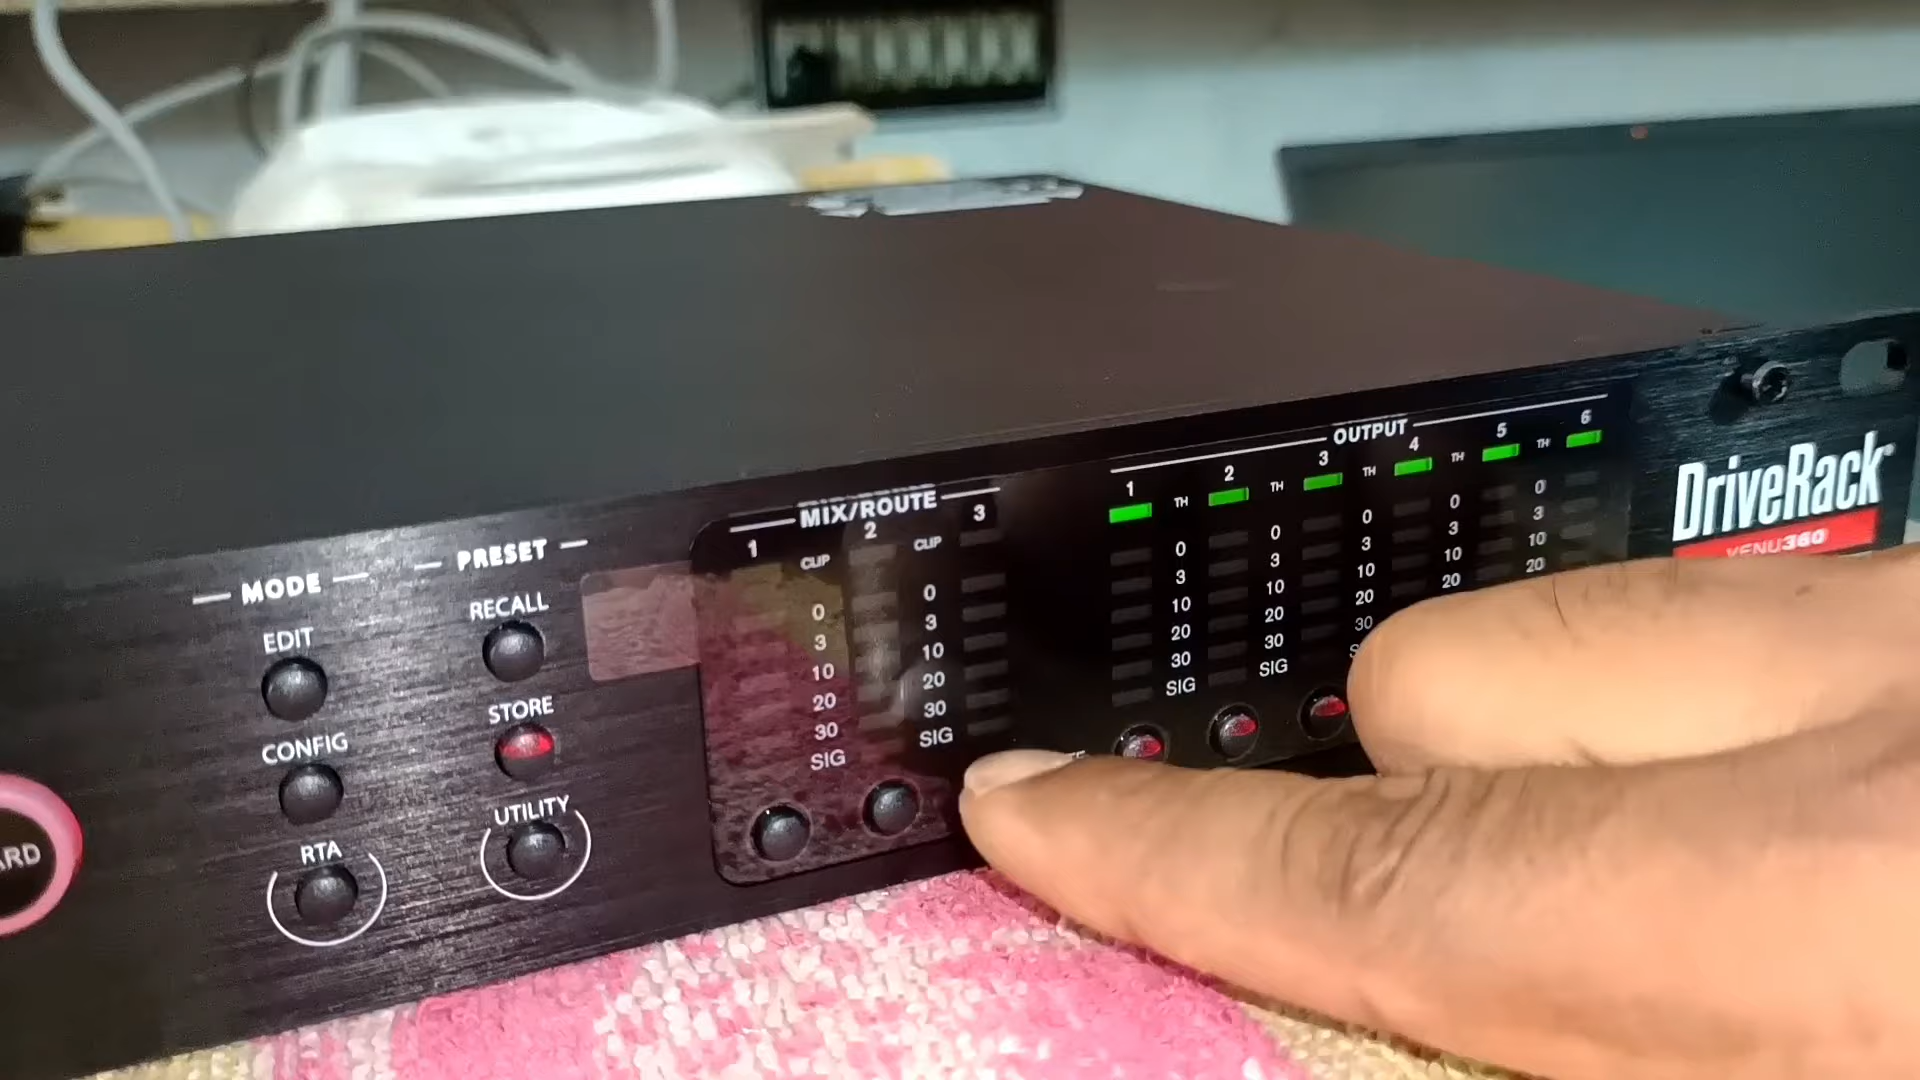 MODE
EDIT
CONFIG
RTA
PRESET
RECALL
STORE
UTILITY
MIX/ROUTE
1 2 3
CLIP CLIP
0 0
3 3
10 10
20 20
30 30
SIG SIG
OUTPUT
1 TH 2 TH 3 TH 4 TH 5 TH 6
0 0 0 0 0
3 3 3 3 3
10 10 10 10 10
20 20 20 20 20
30 30 30
SIG SIG
DriveRack®
VENU360